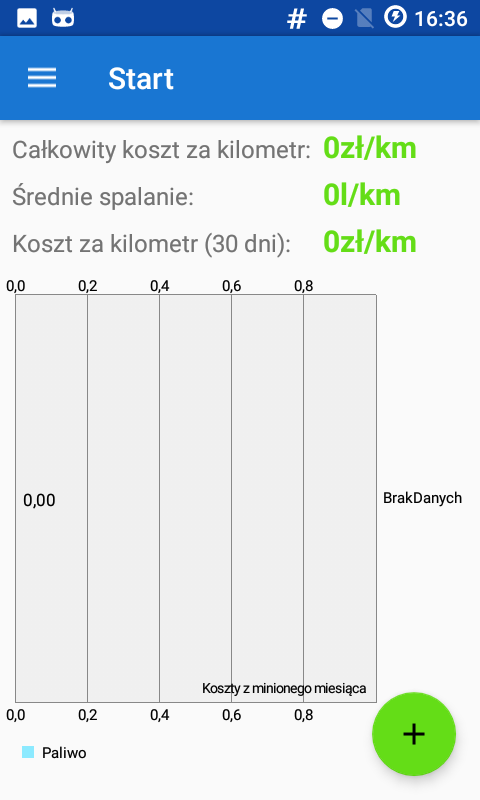 # 16:36
Start
Całkowity koszt za kilometr: 0zł/km
Średnie spalanie: 0l/km
Koszt za kilometr (30 dni): 0zł/km
0,0 0,2 0,4 0,6 0,8
0,00 BrakDanych
Koszty z minionego miesiąca
0,0 0,2 0,4 0,6 0,8
+
Paliwo